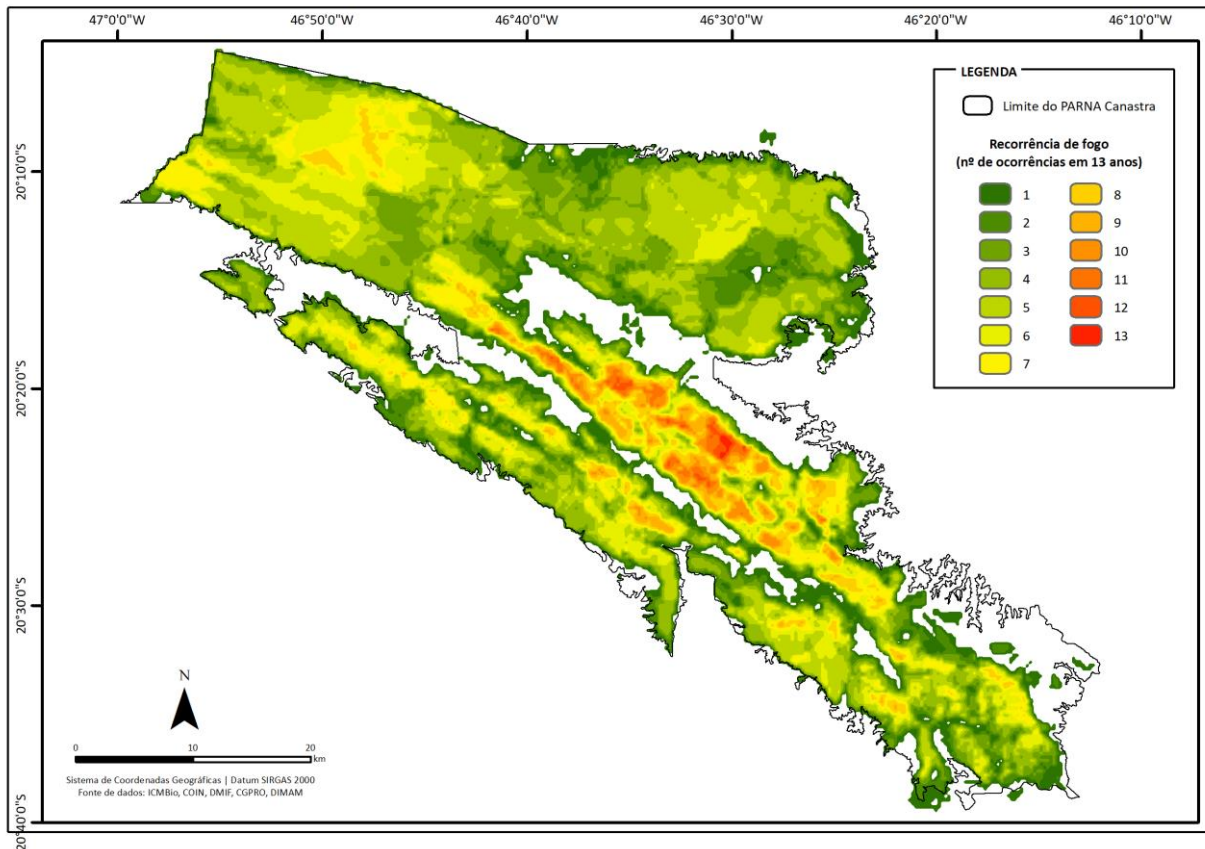 47°0'0"W
46°50'0"W
46°40'0"W
46°30'0"W
46°20'0"W
46°10'0"W
20°10'0"S
20°20'0"S
20°30'0"S
20°40'0"S
LEGENDA
Limite do PARNA Canastra
Recorrência de fogo
(nº de ocorrências em 13 anos)
1
2
3
4
5
6
7
8
9
10
11
12
13
N
0 10 20
km
Sistema de Coordenadas Geográficas | Datum SIRGAS 2000
Fonte de dados: ICMBio, COIN, DMIF, CGPRO, DIMAM